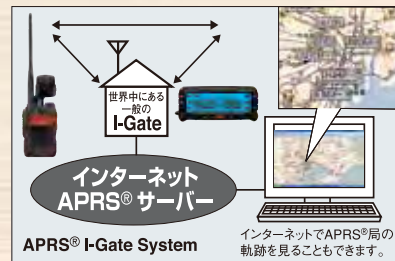 世界中にある
一般の
I-Gate
インターネット
APRS® サーバー
インターネットでAPRS®局の
軌跡を見ることもできます。
APRS® I-Gate System